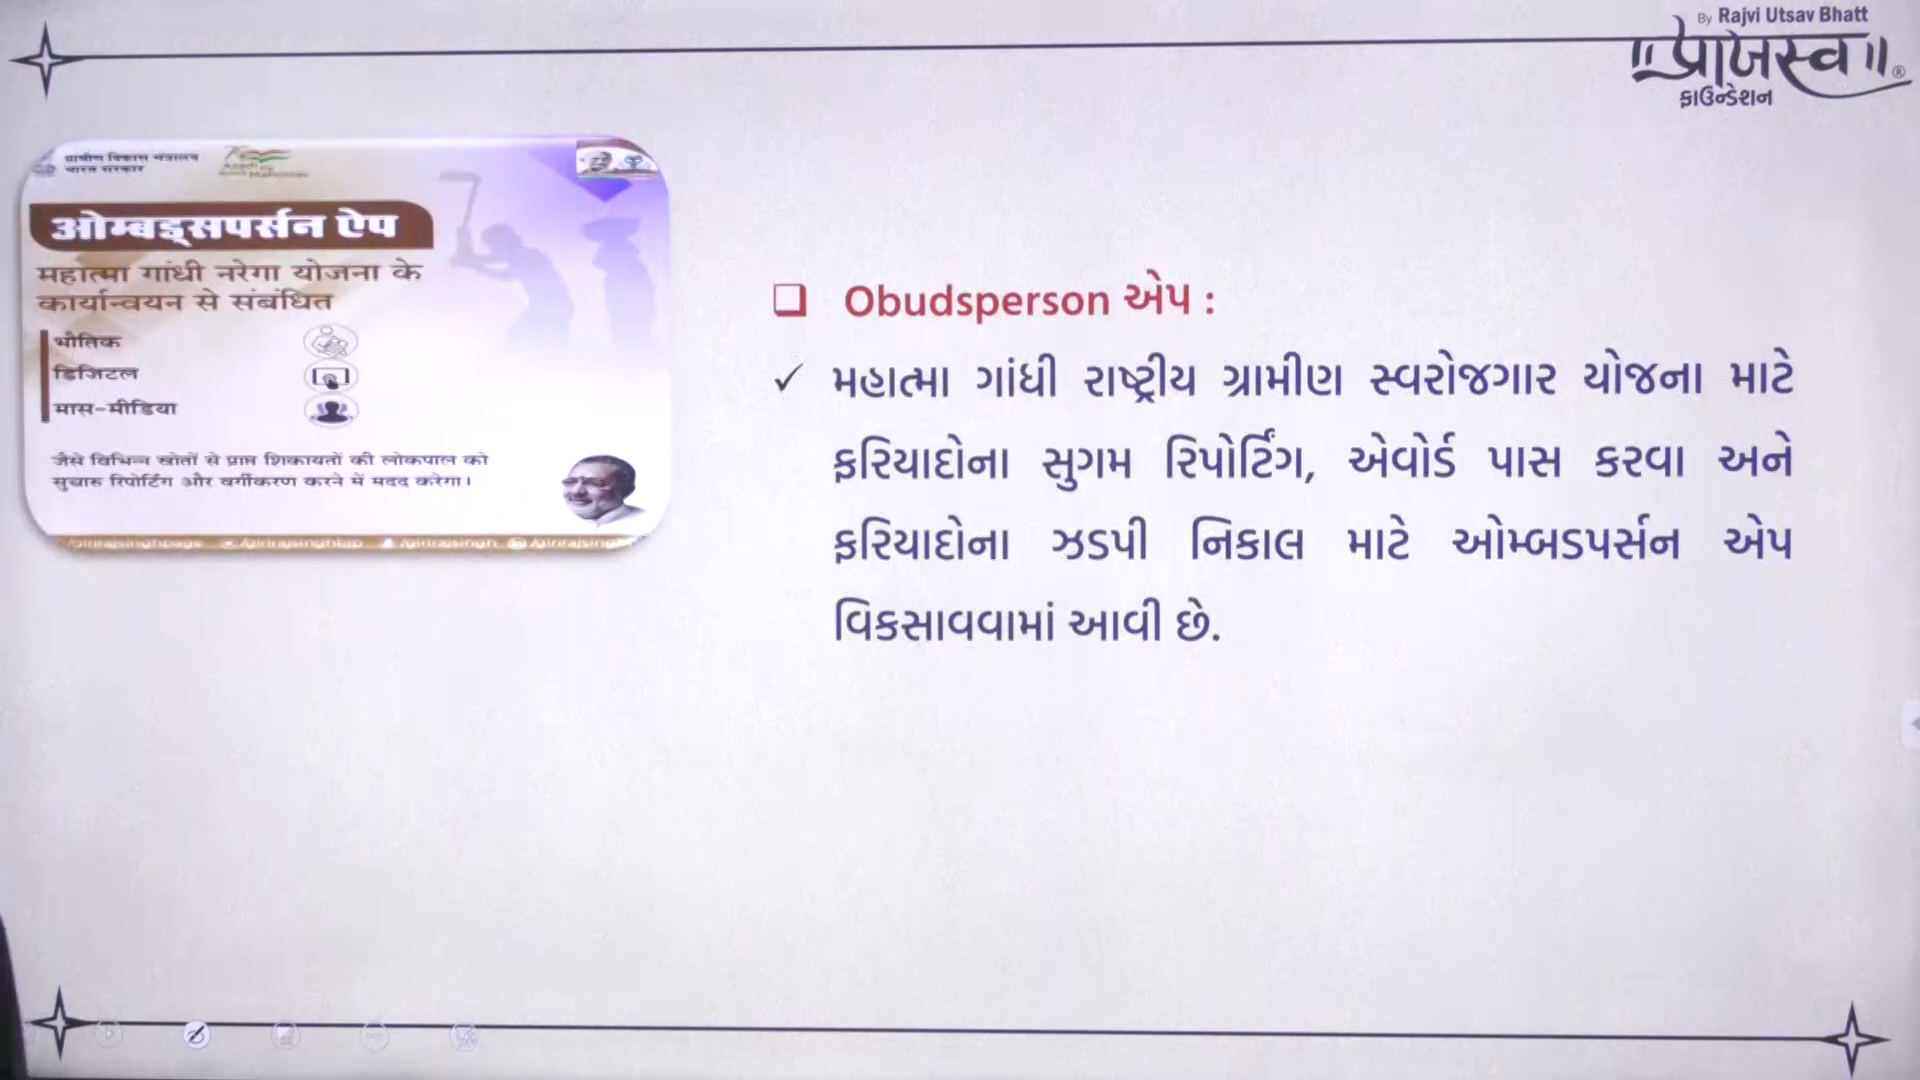 By Rajvi Utsav Bhatt
॥प्राजस्व॥
ફાઉન્ડેશન
ग्रामीण विकास मंत्रालय
भारत सरकार
ओम्बड्सपर्सन ऐप
महात्मा गांधी नरेगा योजना के
कार्यान्वयन से संबंधित
भौतिक
डिजिटल
मास-मीडिया
जैसे विभिन्न स्रोतों से प्राप्त शिकायतों की लोकपाल को
सुचारु रिपोर्टिंग और वर्गीकरण करने में मदद करेगा।
Obudsperson એપ :
મહાત્મા ગાંધી રાષ્ટ્રીય ગ્રામીણ સ્વરોજગાર યોજના માટે
ફરિયાદોના સુગમ રિપોર્ટિંગ, એવોર્ડ પાસ કરવા અને
ફરિયાદોના ઝડપી નિકાલ માટે ઓમ્બડપર્સન એપ
વિકસાવવામાં આવી છે.